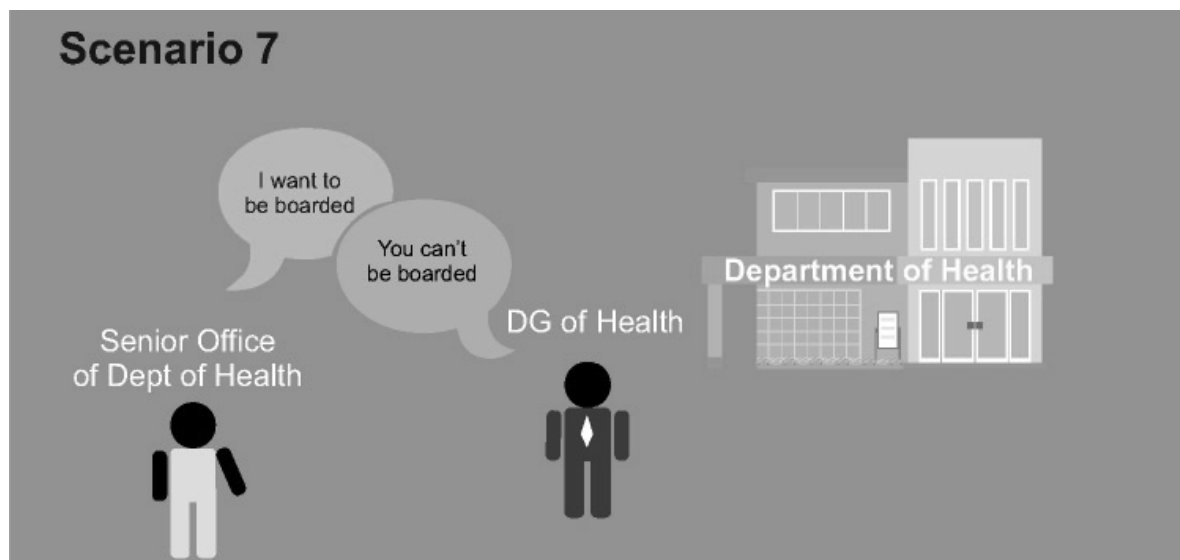 Scenario 7
I want to
be boarded
You can't
be boarded
Department of Health
DG of Health
Senior Office
of Dept of Health